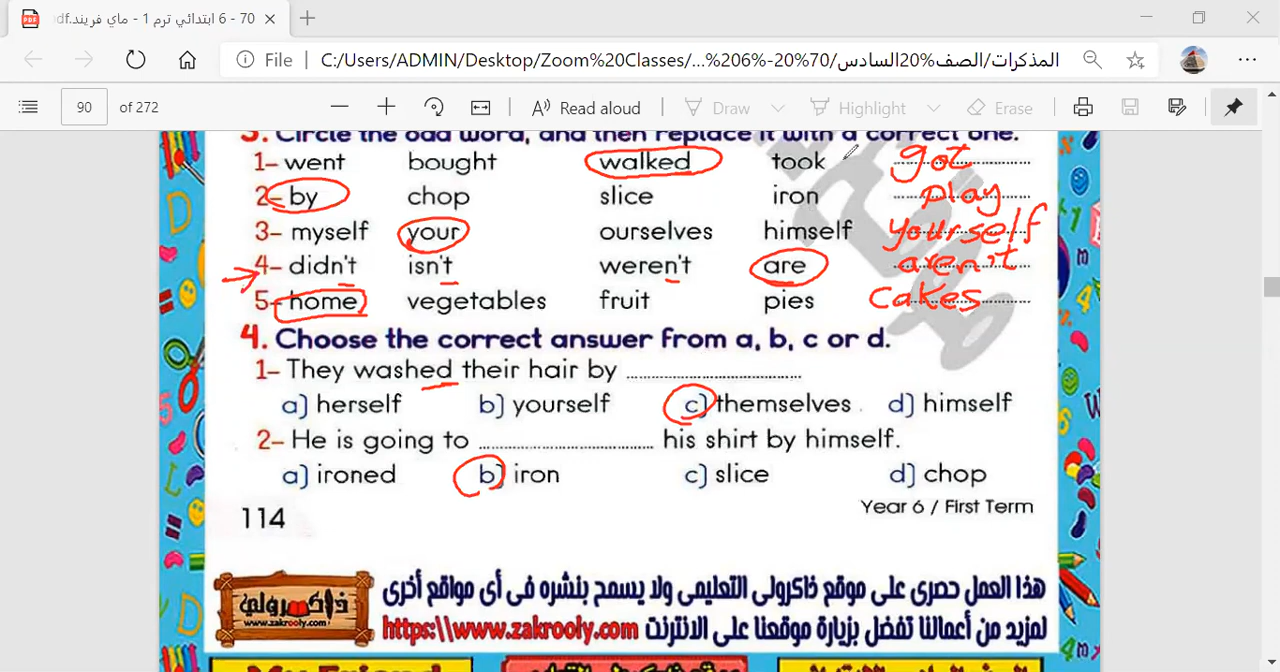 70 - 6 ابتدائي ترم 1 - ماي فريند.pdf
File | C:/Users/ADMIN/Desktop/Zoom%20Classes/...المذكرات/الصف%20السادس/70%20-%206%
90 of 272 Read aloud Draw Highlight Erase
3. Circle the odd word, and then replace it with a correct one.
1– went bought walked took got
2– by chop slice iron play
3– myself your ourselves himself yourself
4– didn't isn't weren't are aren't
5– home vegetables fruit pies cakes
4. Choose the correct answer from a, b, c or d.
1– They washed their hair by ................................
a) herself b) yourself c) themselves d) himself
2– He is going to ................................ his shirt by himself.
a) ironed b) iron c) slice d) chop
114 Year 6 / First Term
هذا العمل حصرى على موقع ذاكرولى التعليمى ولا يسمح بنشره فى أى مواقع أخرى
ذاكرولي
www.zakrooly.com
لمزيد من أعمالنا تفضل بزيارة موقعنا على الانترنت https:\\www.zakrooly.com
My Friend